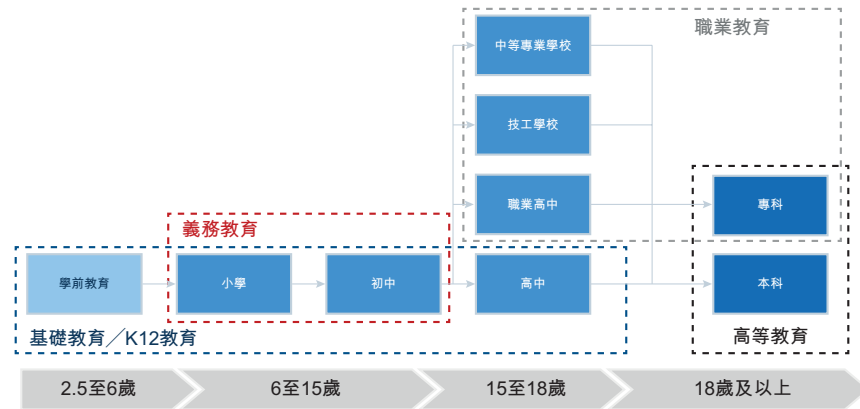 職業教育
中等專業學校
技工學校
職業高中
專科
義務教育
學前教育
小學
初中
高中
本科
基礎教育／K12教育
高等教育
2.5至6歲
6至15歲
15至18歲
18歲及以上